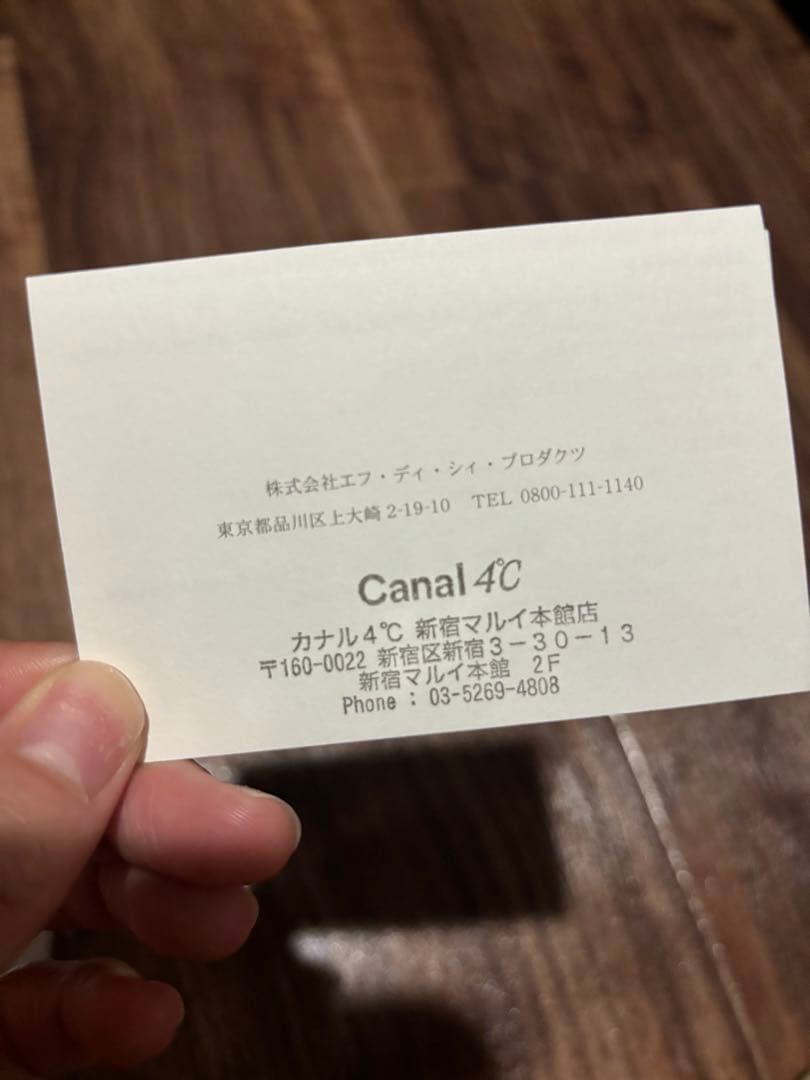 株式会社エフ・ディ・シィ・プロダクツ
東京都品川区上大崎 2-19-10　TEL 0800-111-1140
Canal 4℃
カナル4℃ 新宿マルイ本館店
〒160-0022 新宿区新宿3－30－13
新宿マルイ本館　2F
Phone : 03-5269-4808